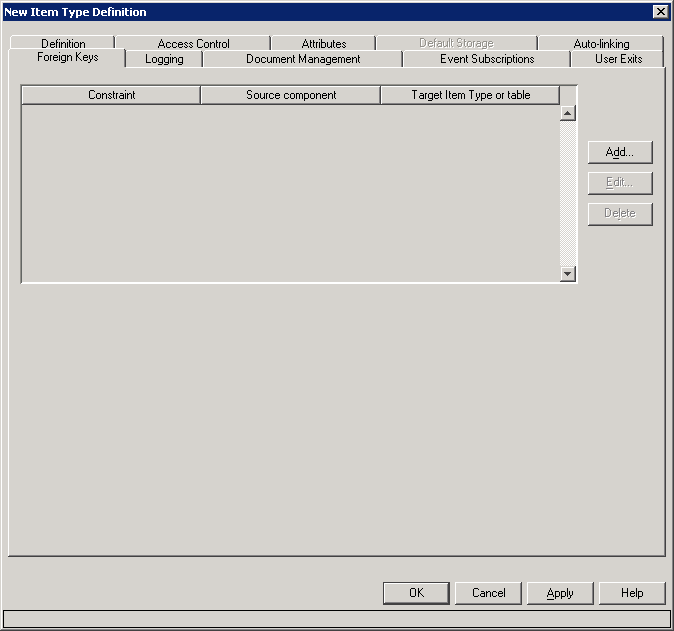 New Item Type Definition
Definition Access Control Attributes Default Storage Auto-linking
Foreign Keys Logging Document Management Event Subscriptions User Exits
Constraint Source component Target Item Type or table
Add...
Edit...
Delete
OK Cancel Apply Help